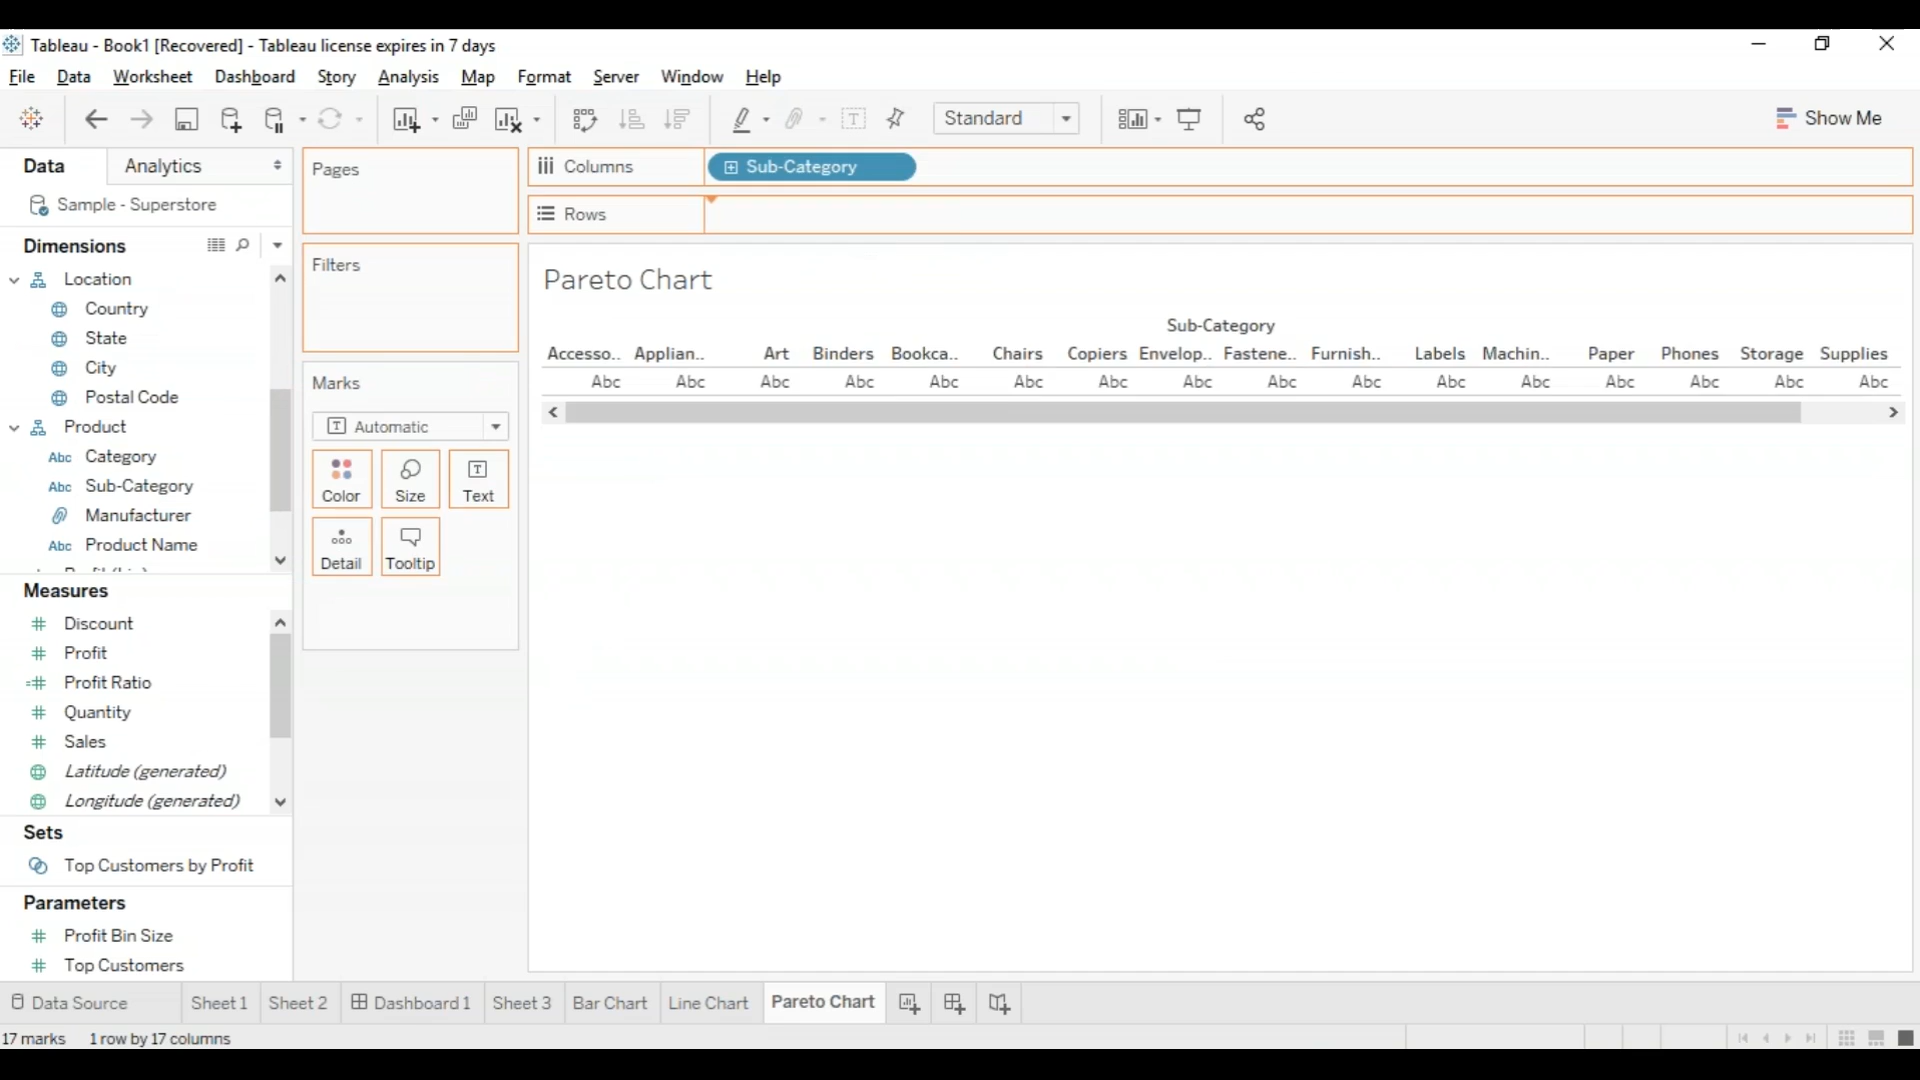 Tableau - Book1 [Recovered] - Tableau license expires in 7 days
File Data Worksheet Dashboard Story Analysis Map Format Server Window Help
Standard
Show Me
Data Analytics
Sample - Superstore
Dimensions
Location
Country
State
City
Postal Code
Product
Abc Category
Abc Sub-Category
Manufacturer
Abc Product Name
Measures
Discount
Profit
Profit Ratio
Quantity
Sales
Latitude (generated)
Longitude (generated)
Sets
Top Customers by Profit
Parameters
Profit Bin Size
Top Customers
Pages
Filters
Marks
Automatic
Color Size Text
Detail Tooltip
Columns Sub-Category
Rows
Pareto Chart
Sub-Category
Accesso.. Applian.. Art Binders Bookca.. Chairs Copiers Envelop.. Fastene.. Furnish.. Labels Machin.. Paper Phones Storage Supplies
Abc Abc Abc Abc Abc Abc Abc Abc Abc Abc Abc Abc Abc Abc Abc Abc
Data Source Sheet 1 Sheet 2 Dashboard 1 Sheet 3 Bar Chart Line Chart Pareto Chart
17 marks 1 row by 17 columns